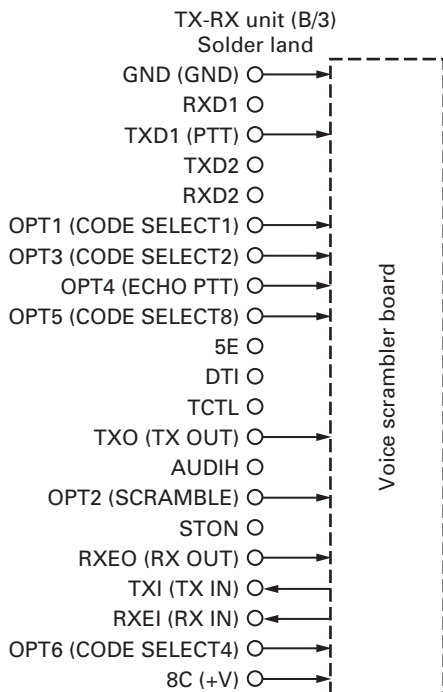 TX-RX unit (B/3)
Solder land
GND (GND)
RXD1
TXD1 (PTT)
TXD2
RXD2
OPT1 (CODE SELECT1)
OPT3 (CODE SELECT2)
OPT4 (ECHO PTT)
OPT5 (CODE SELECT8)
5E
DTI
TCTL
TXO (TX OUT)
AUDIH
OPT2 (SCRAMBLE)
STON
RXEO (RX OUT)
TXI (TX IN)
RXEI (RX IN)
OPT6 (CODE SELECT4)
8C (+V)
Voice scrambler board